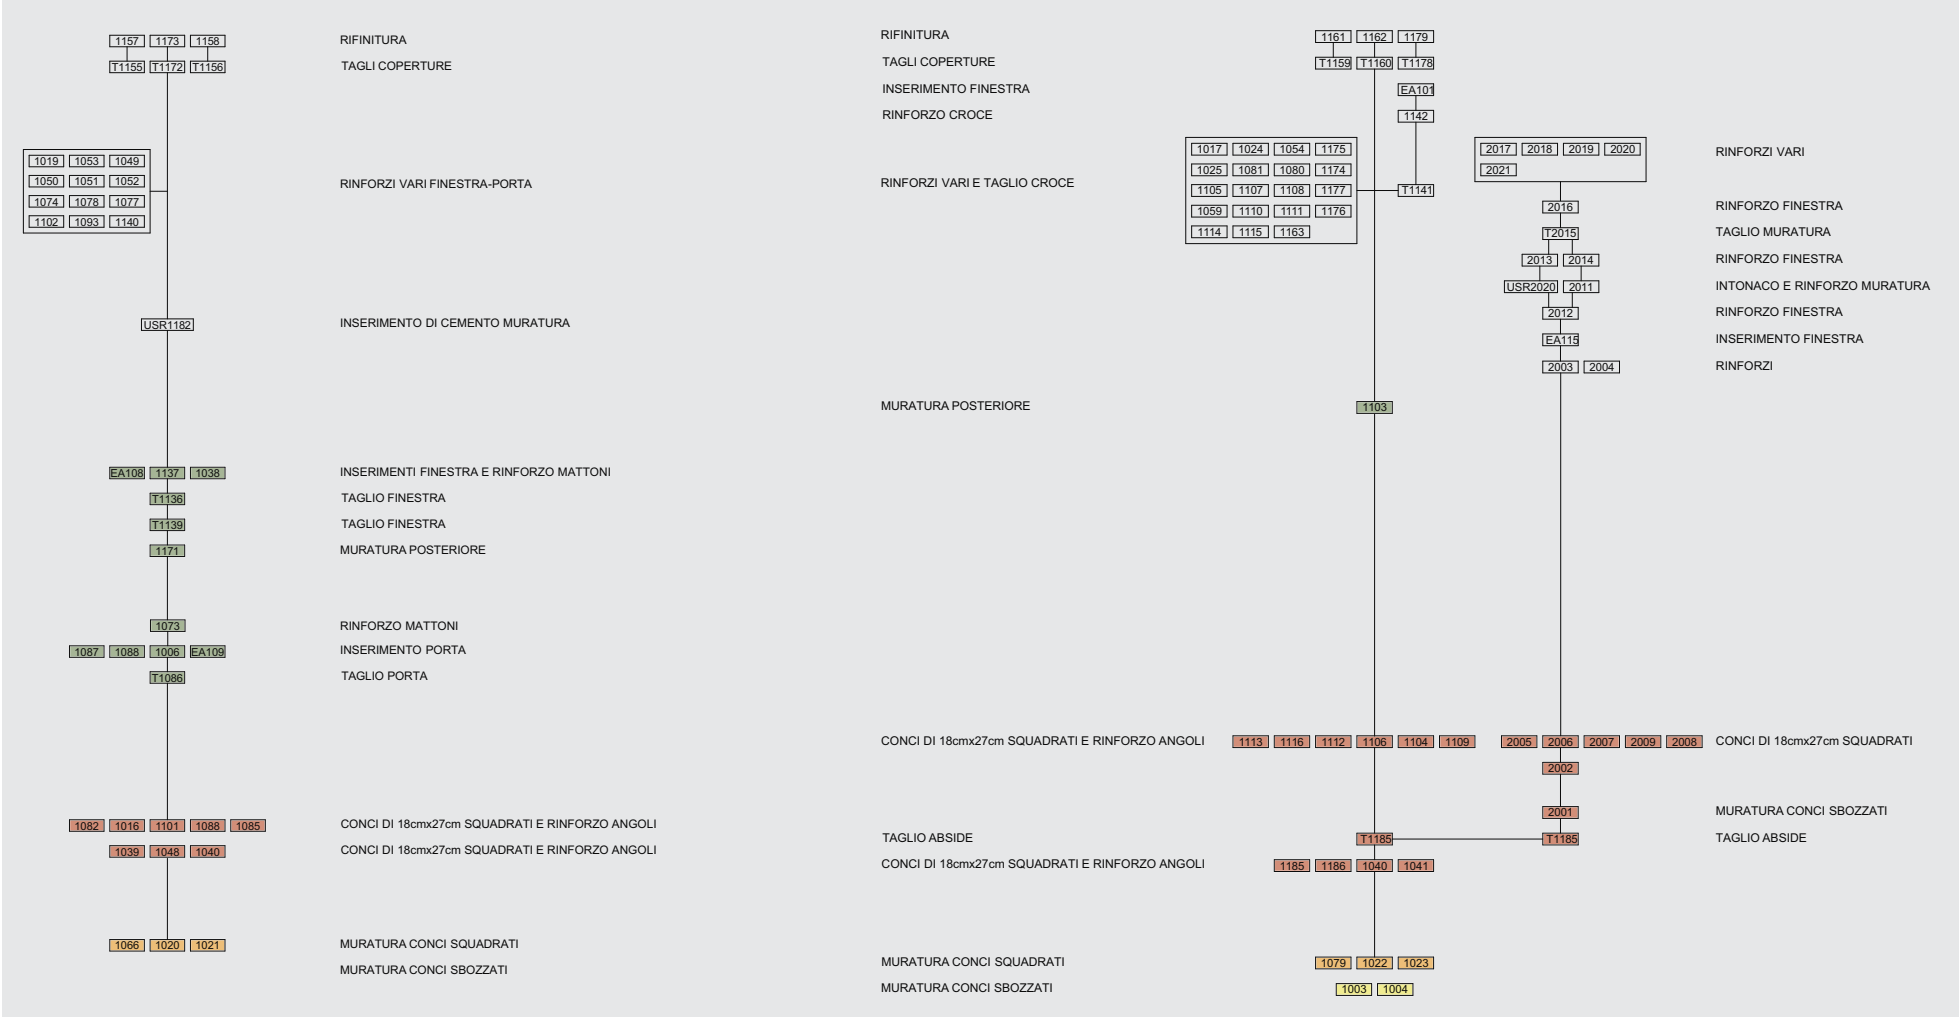 1157 1173 1158 RIFINITURA
T1155 T1172 T1156 TAGLI COPERTURE
1019 1053 1049
1050 1051 1052 RINFORZI VARI FINESTRA-PORTA
1074 1078 1077
1102 1093 1140
USR1182 INSERIMENTO DI CEMENTO MURATURA
EA108 1137 1038 INSERIMENTI FINESTRA E RINFORZO MATTONI
T1136 TAGLIO FINESTRA
T1139 TAGLIO FINESTRA
1171 MURATURA POSTERIORE
1073 RINFORZO MATTONI
1087 1088 1006 EA109 INSERIMENTO PORTA
T1086 TAGLIO PORTA
1082 1016 1101 1088 1085 CONCI DI 18cmx27cm SQUADRATI E RINFORZO ANGOLI
1039 1048 1040 CONCI DI 18cmx27cm SQUADRATI E RINFORZO ANGOLI
1066 1020 1021 MURATURA CONCI SQUADRATI
MURATURA CONCI SBOZZATI
RIFINITURA 1161 1162 1179
TAGLI COPERTURE T1159 T1160 T1178
INSERIMENTO FINESTRA EA101
RINFORZO CROCE 1142
1017 1024 1054 1175
1025 1081 1080 1174
RINFORZI VARI E TAGLIO CROCE 1105 1107 1108 1177 T1141
1059 1110 1111 1176
1114 1115 1163
MURATURA POSTERIORE 1103
CONCI DI 18cmx27cm SQUADRATI E RINFORZO ANGOLI 1113 1116 1112 1106 1104 1109
TAGLIO ABSIDE T1185
CONCI DI 18cmx27cm SQUADRATI E RINFORZO ANGOLI 1185 1186 1040 1041
MURATURA CONCI SQUADRATI 1079 1022 1023
MURATURA CONCI SBOZZATI 1003 1004
2017 2018 2019 2020 RINFORZI VARI
2021
2016 RINFORZO FINESTRA
T2015 TAGLIO MURATURA
2013 2014 RINFORZO FINESTRA
USR2020 2011 INTONACO E RINFORZO MURATURA
2012 RINFORZO FINESTRA
EA115 INSERIMENTO FINESTRA
2003 2004 RINFORZI
2005 2006 2007 2009 2008 CONCI DI 18cmx27cm SQUADRATI
2002
2001 MURATURA CONCI SBOZZATI
T1185 TAGLIO ABSIDE